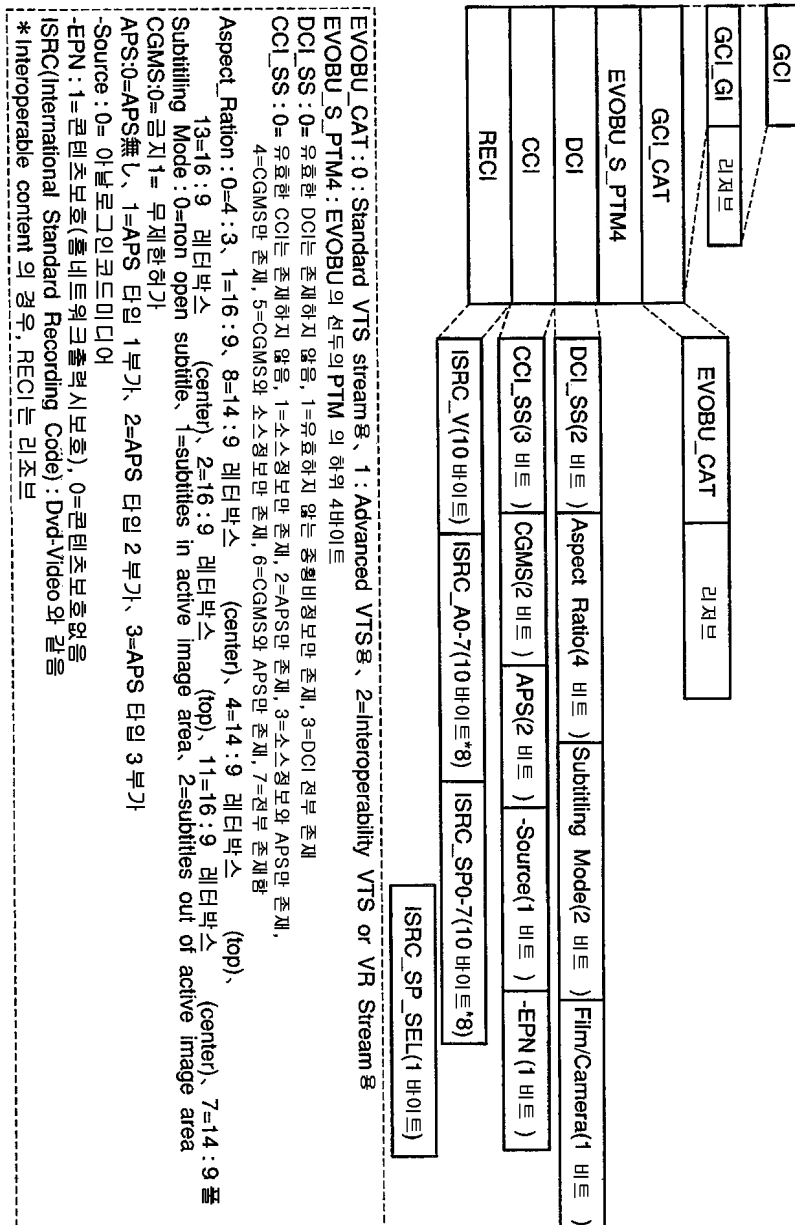 GCI
GCI_GI 리저브
GCI_CAT
EVOBU_S_PTM4
DCI
CCI
RECI
EVOBU_CAT 리저브
DCI_SS(2 비트 ) Aspect Ratio(4 비트 ) Subtitling Mode(2 비트 ) Film/Camera(1 비트 )
CCI_SS(3 비트 ) CGMS(2 비트 ) APS(2 비트 ) -Source(1 비트 ) -EPN (1 비트 )
ISRC_V(10 바이트) ISRC_A0-7(10 바이트*8) ISRC_SP0-7(10 바이트*8)
ISRC_SP_SEL(1 바이트)
EVOBU_CAT : 0 : Standard VTS stream용、1 : Advanced VTS용、2=Interoperability VTS or VR Stream용
EVOBU_S_PTM4 : EVOBU의 선두의 PTM 의 하위 4바이트
DCI_SS : 0= 유효한 DCI는 존재하지 않음, 1=유효하지 않는 종횡비정보만 존재, 3=DCI 전부 존재
CCI_SS : 0= 유효한 CCI는 존재하지 않음, 1=소스정보만 존재, 2=APS만 존재, 3=소스정보와 APS만 존재,
4=CGMS만 존재, 5=CGMS와 소스정보만 존재, 6=CGMS와 APS만 존재, 7=전부 존재함
Aspect_Ration : 0=4 : 3、1=16 : 9、8=14 : 9 레터박스 (center)、4=14 : 9 레터박스 (top)、
13=16 : 9 레터박스 (center)、2=16 : 9 레터박스 (top)、11=16 : 9 레터박스 (center)、7=14 : 9 풀
Subtitiling Mode : 0=non open subtitle、1=subtitles in active image area、2=subtitles out of active image area
CGMS:0=금지 1= 무제한허가
APS:0=APS無し、1=APS 타입 1 부가、2=APS 타입 2 부가、3=APS 타입 3 부가
-Source : 0= 아날로그인코드미디어
-EPN : 1=콘텐츠보호(홈네트워크출력시보호), 0=콘텐츠보호없음
ISRC(International Standard Recording Code) : Dvd-Video와 같음
* Interoperable content 의 경우, RECI는 리조브